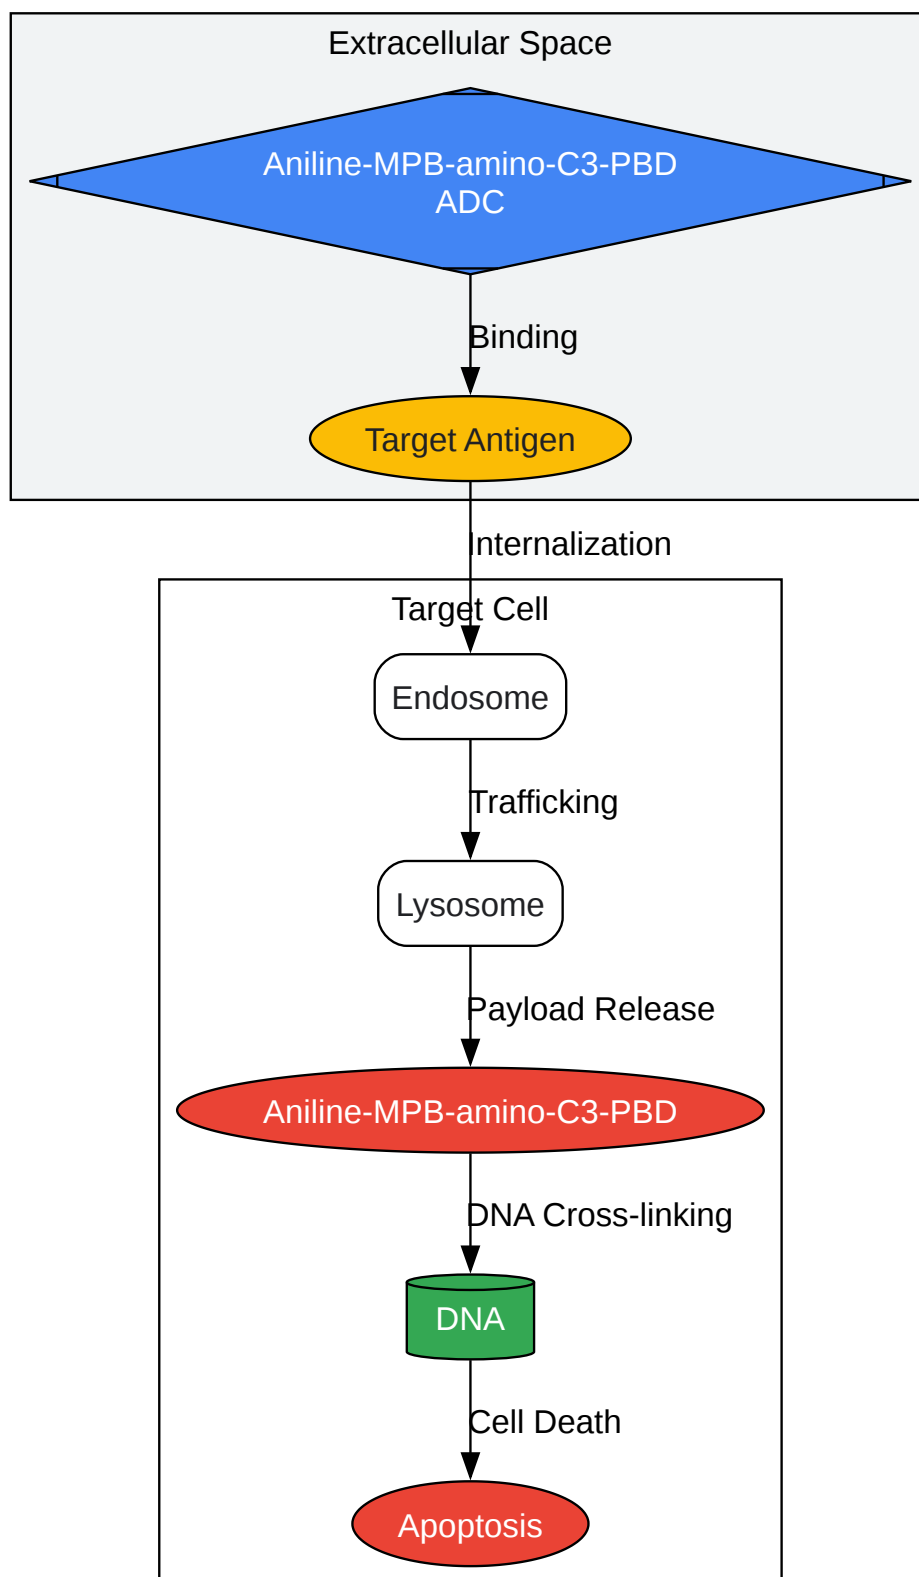 Extracellular Space
Aniline-MPB-amino-C3-PBD
ADC
Binding
Target Antigen
Internalization
Target Cell
Endosome
Trafficking
Lysosome
Payload Release
Aniline-MPB-amino-C3-PBD
DNA Cross-linking
DNA
Cell Death
Apoptosis